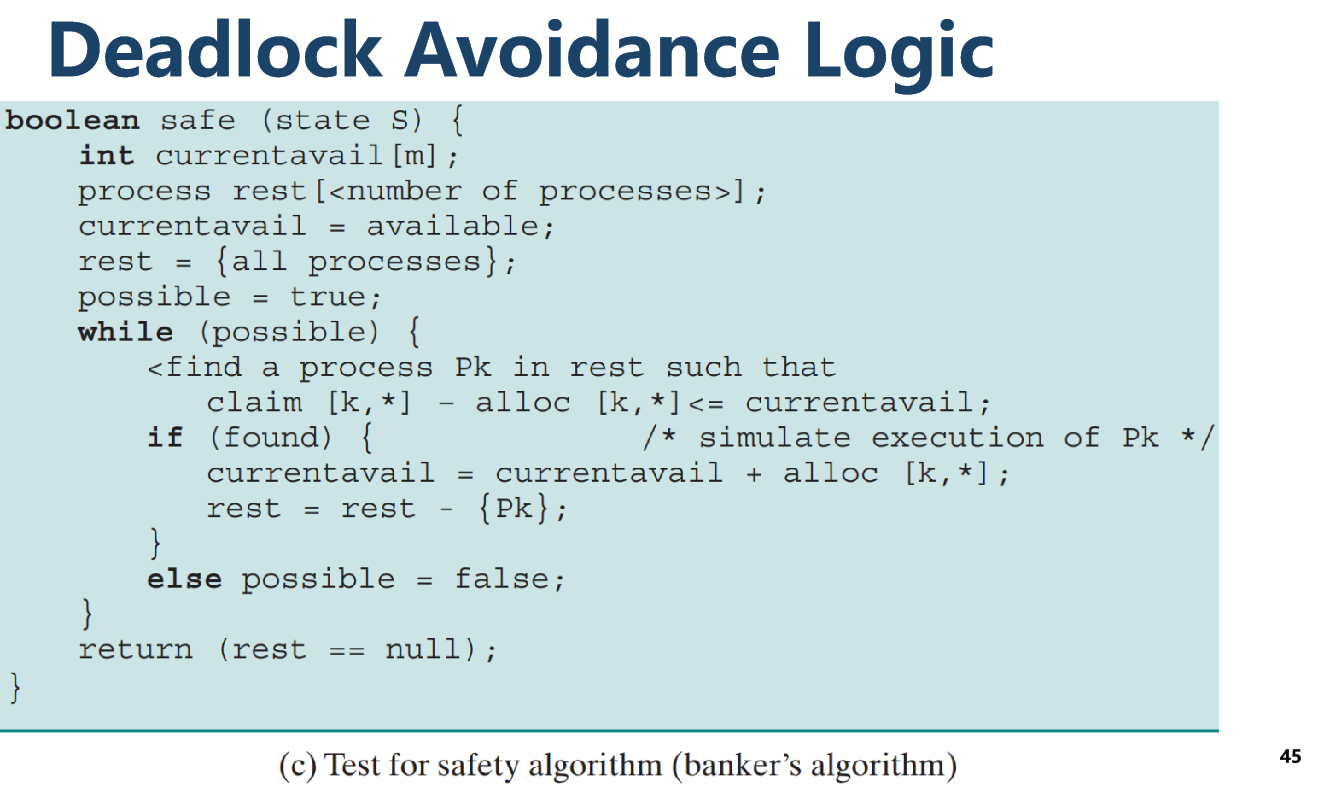 Deadlock Avoidance Logic
boolean safe (state S) {
int currentavail[m];
process rest[<number of processes>];
currentavail = available;
rest = {all processes};
possible = true;
while (possible) {
<find a process Pk in rest such that
claim [k,*] – alloc [k,*]<= currentavail;
if (found) { /* simulate execution of Pk */
currentavail = currentavail + alloc [k,*];
rest = rest - {Pk};
}
else possible = false;
}
return (rest == null);
}
(c) Test for safety algorithm (banker's algorithm)
45